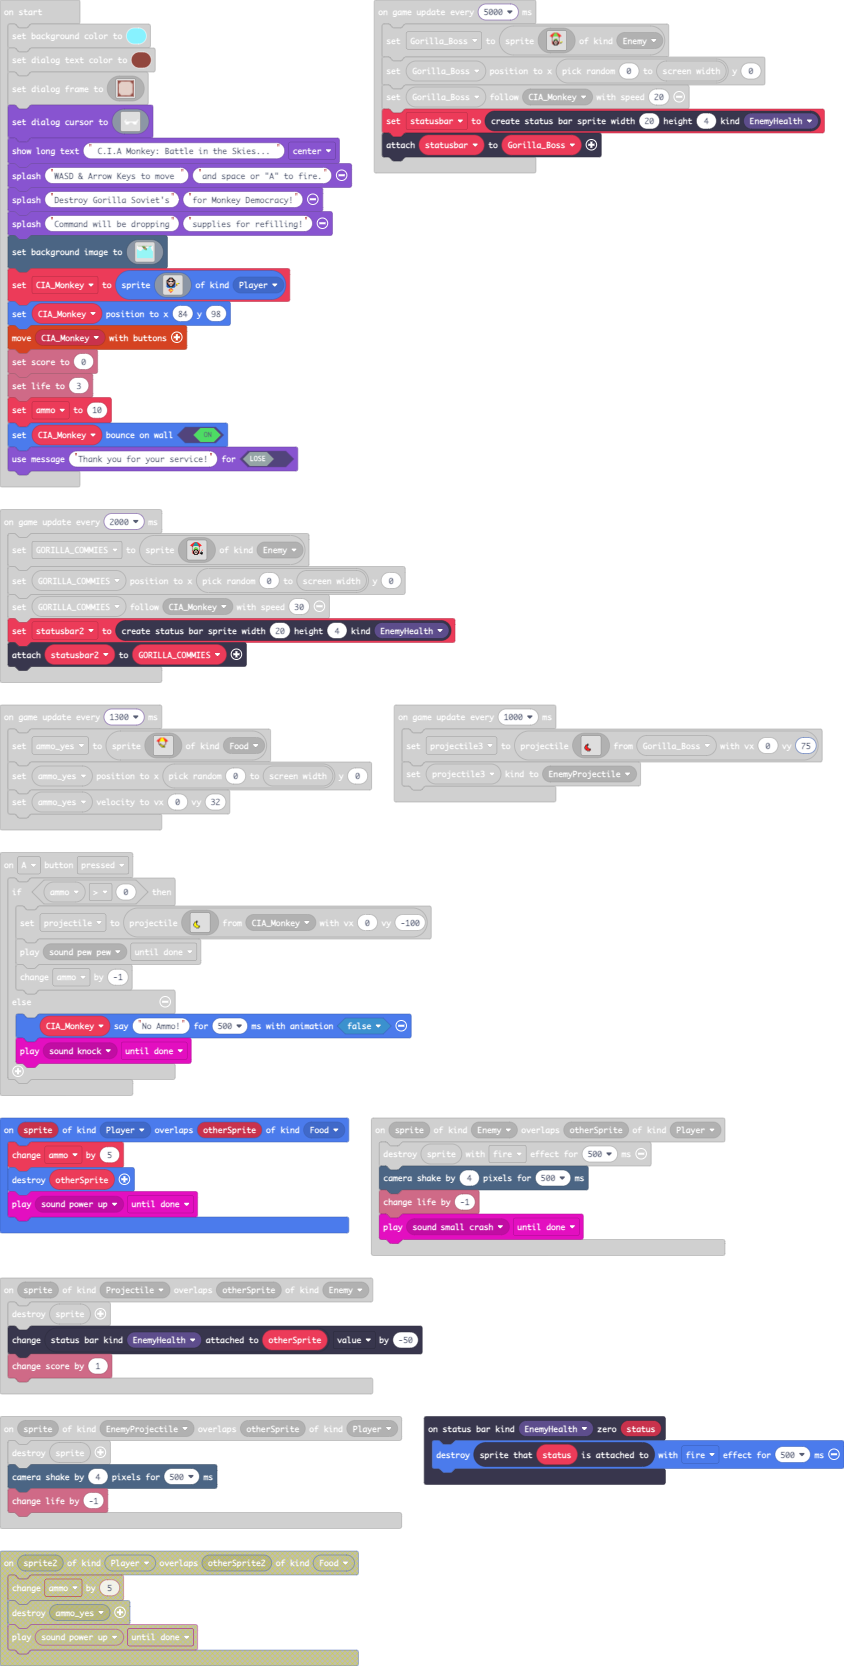 on start
set background color to
set dialog text color to
set dialog frame to
set dialog cursor to
show long text " C.I.A Monkey: Battle in the Skies... " center
splash "WASD & Arrow Keys to move " "and space or "A" to fire."
splash "Destroy Gorilla Soviet's " "for Monkey Democracy!"
splash "Command will be dropping " "supplies for refilling!"
set background image to
set CIA_Monkey to sprite of kind Player
set CIA_Monkey position to x 84 y 98
move CIA_Monkey with buttons
set score to 0
set life to 3
set ammo to 10
set CIA_Monkey bounce on wall ON
use message "Thank you for your service!" for LOSE
on game update every 5000 ms
set Gorilla_Boss to sprite of kind Enemy
set Gorilla_Boss position to x pick random 0 to screen width y 0
set Gorilla_Boss follow CIA_Monkey with speed 20
set statusbar to create status bar sprite width 20 height 4 kind EnemyHealth
attach statusbar to Gorilla_Boss
on game update every 2000 ms
set GORILLA_COMMIES to sprite of kind Enemy
set GORILLA_COMMIES position to x pick random 0 to screen width y 0
set GORILLA_COMMIES follow CIA_Monkey with speed 30
set statusbar2 to create status bar sprite width 20 height 4 kind EnemyHealth
attach statusbar2 to GORILLA_COMMIES
on game update every 1300 ms
set ammo_yes to sprite of kind Food
set ammo_yes position to x pick random 0 to screen width y 0
set ammo_yes velocity to vx 0 vy 32
on game update every 1000 ms
set projectile3 to projectile from Gorilla_Boss with vx 0 vy 75
set projectile3 kind to EnemyProjectile
on A button pressed
if ammo > 0 then
set projectile to projectile from CIA_Monkey with vx 0 vy -100
play sound pew pew until done
change ammo by -1
else
CIA_Monkey say "No Ammo!" for 500 ms with animation false
play sound knock until done
on sprite of kind Player overlaps otherSprite of kind Food
change ammo by 5
destroy otherSprite
play sound power up until done
on sprite of kind Enemy overlaps otherSprite of kind Player
destroy sprite with fire effect for 500 ms
camera shake by 4 pixels for 500 ms
change life by -1
play sound small crash until done
on sprite of kind Projectile overlaps otherSprite of kind Enemy
destroy sprite
change status bar kind EnemyHealth attached to otherSprite value by -50
change score by 1
on sprite of kind EnemyProjectile overlaps otherSprite of kind Player
destroy sprite
camera shake by 4 pixels for 500 ms
change life by -1
on status bar kind EnemyHealth zero status
destroy sprite that status is attached to with fire effect for 500 ms
on sprite2 of kind Player overlaps otherSprite2 of kind Food
change ammo by 5
destroy ammo_yes
play sound power up until done